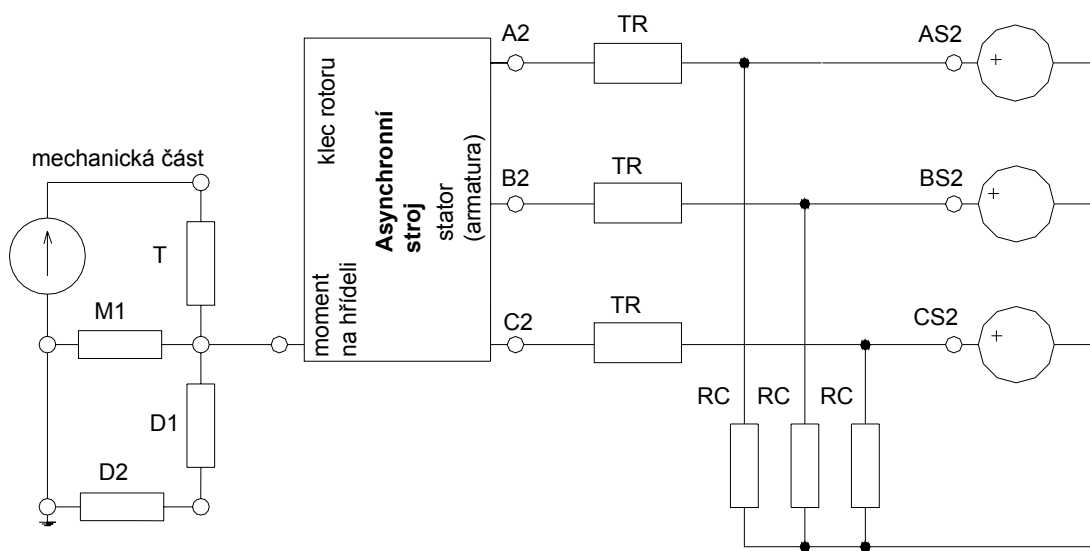 mechanická část
T
M1
D1
D2
klec rotoru
Asynchronní
stroj
stator
(armatura)
moment
na hřídeli
A2
TR
AS2
+
B2
TR
BS2
+
C2
TR
CS2
+
RC
RC
RC